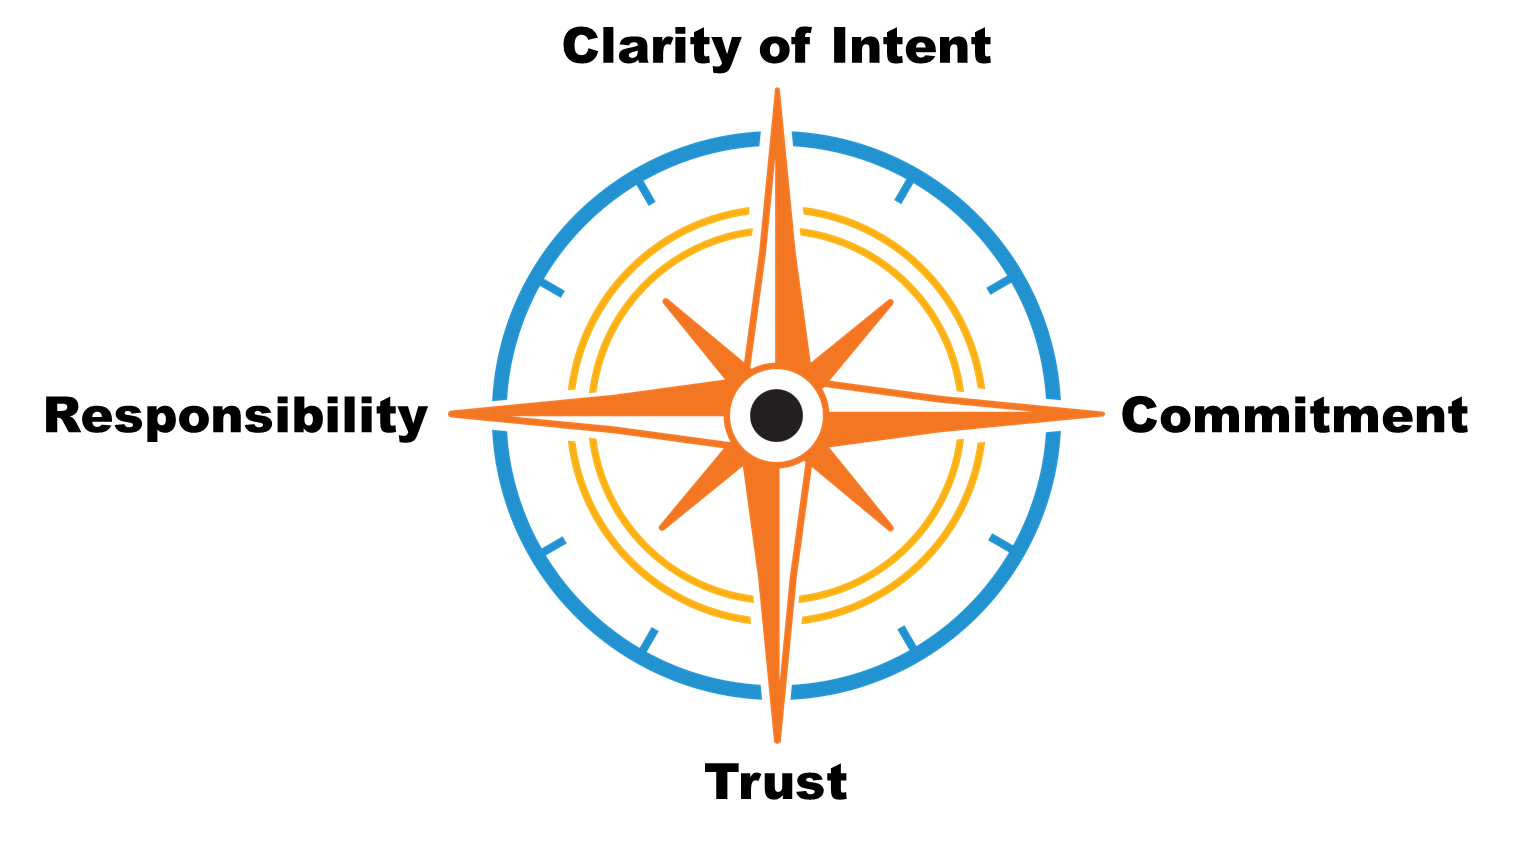 Clarity of Intent
Responsibility
Commitment
Trust